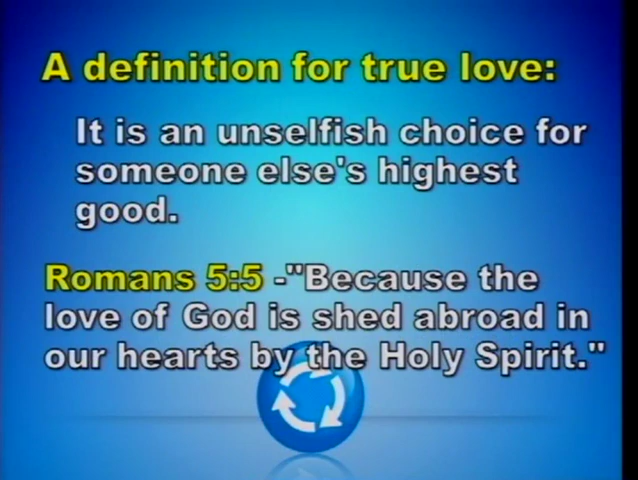 A definition for true love:
It is an unselfish choice for
someone else's highest
good.
Romans 5:5 -"Because the
love of God is shed abroad in
our hearts by the Holy Spirit."